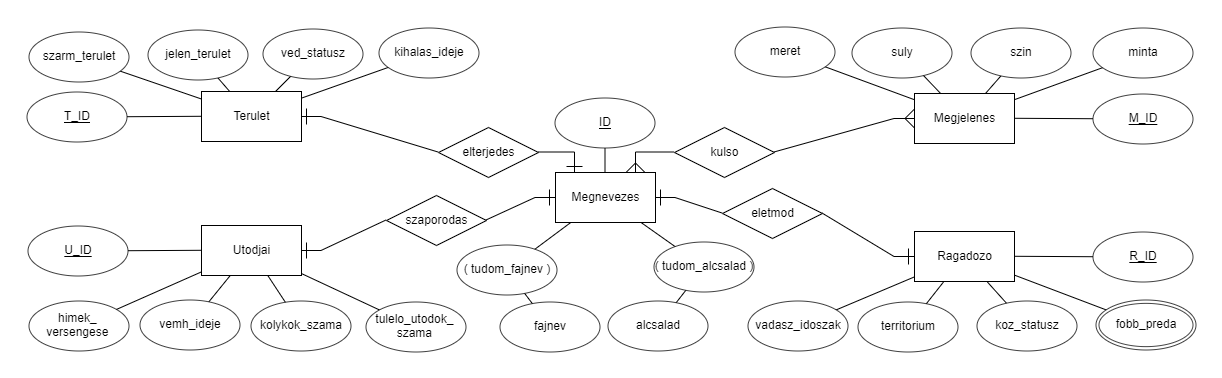 szarm_terulet
jelen_terulet
ved_statusz
kihalas_ideje
meret
suly
szin
minta
T_ID
Terulet
ID
Megjelenes
M_ID
elterjedes
kulso
Megnevezes
szaporodas
eletmod
U_ID
Utodjai
( tudom_fajnev )
( tudom_alcsalad )
Ragadozo
R_ID
himek_
versengese
vemh_ideje
kolykok_szama
tulelo_utodok_
szama
fajnev
alcsalad
vadasz_idoszak
territorium
koz_statusz
fobb_preda